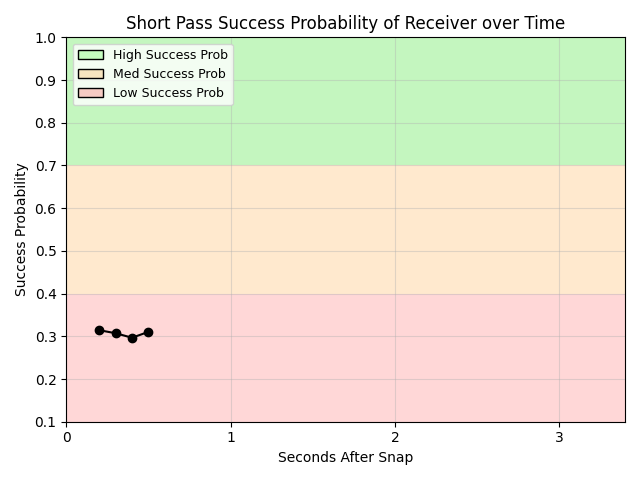 Short Pass Success Probability of Receiver over Time
1.0
0.9
0.8
0.7
0.6
0.5
0.4
0.3
0.2
0.1
Success Probability
High Success Prob
Med Success Prob
Low Success Prob
0 1 2 3
Seconds After Snap